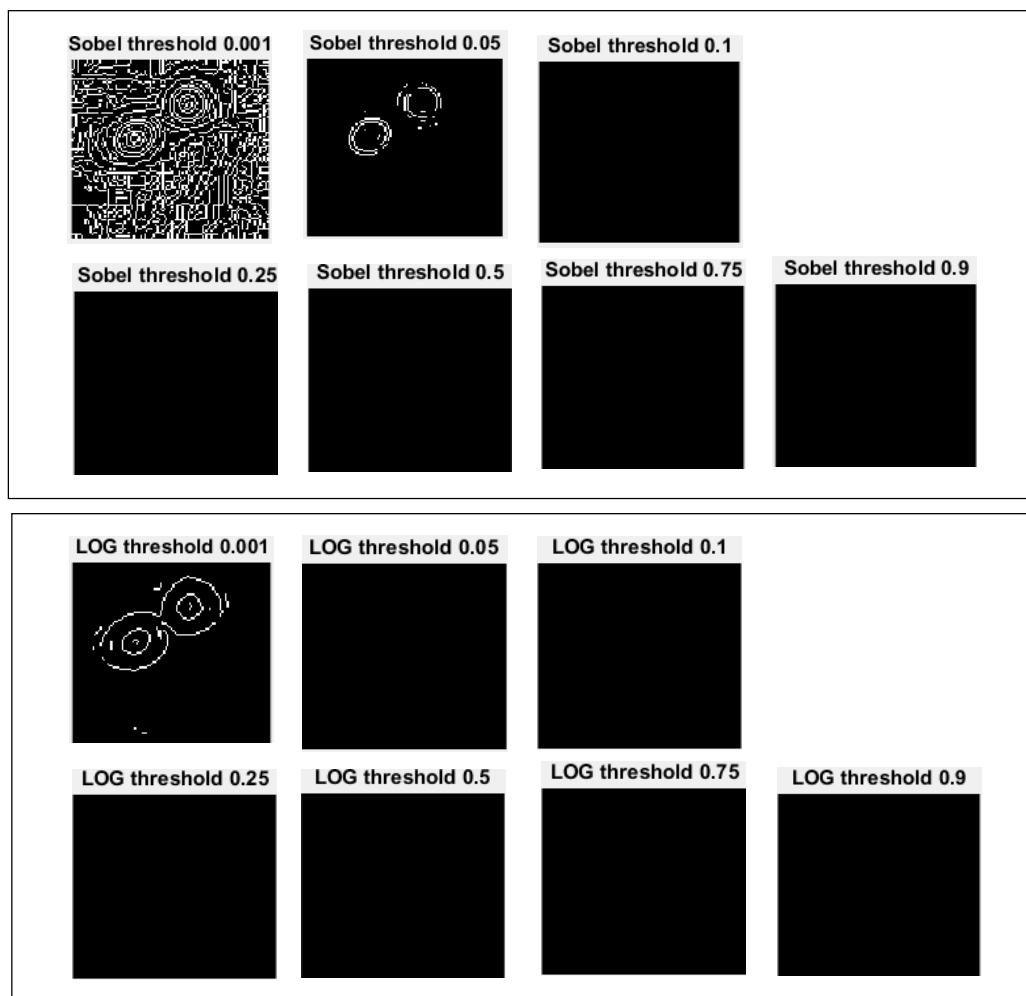 Sobel threshold 0.001
Sobel threshold 0.05
Sobel threshold 0.1
Sobel threshold 0.25
Sobel threshold 0.5
Sobel threshold 0.75
Sobel threshold 0.9
LOG threshold 0.001
LOG threshold 0.05
LOG threshold 0.1
LOG threshold 0.25
LOG threshold 0.5
LOG threshold 0.75
LOG threshold 0.9